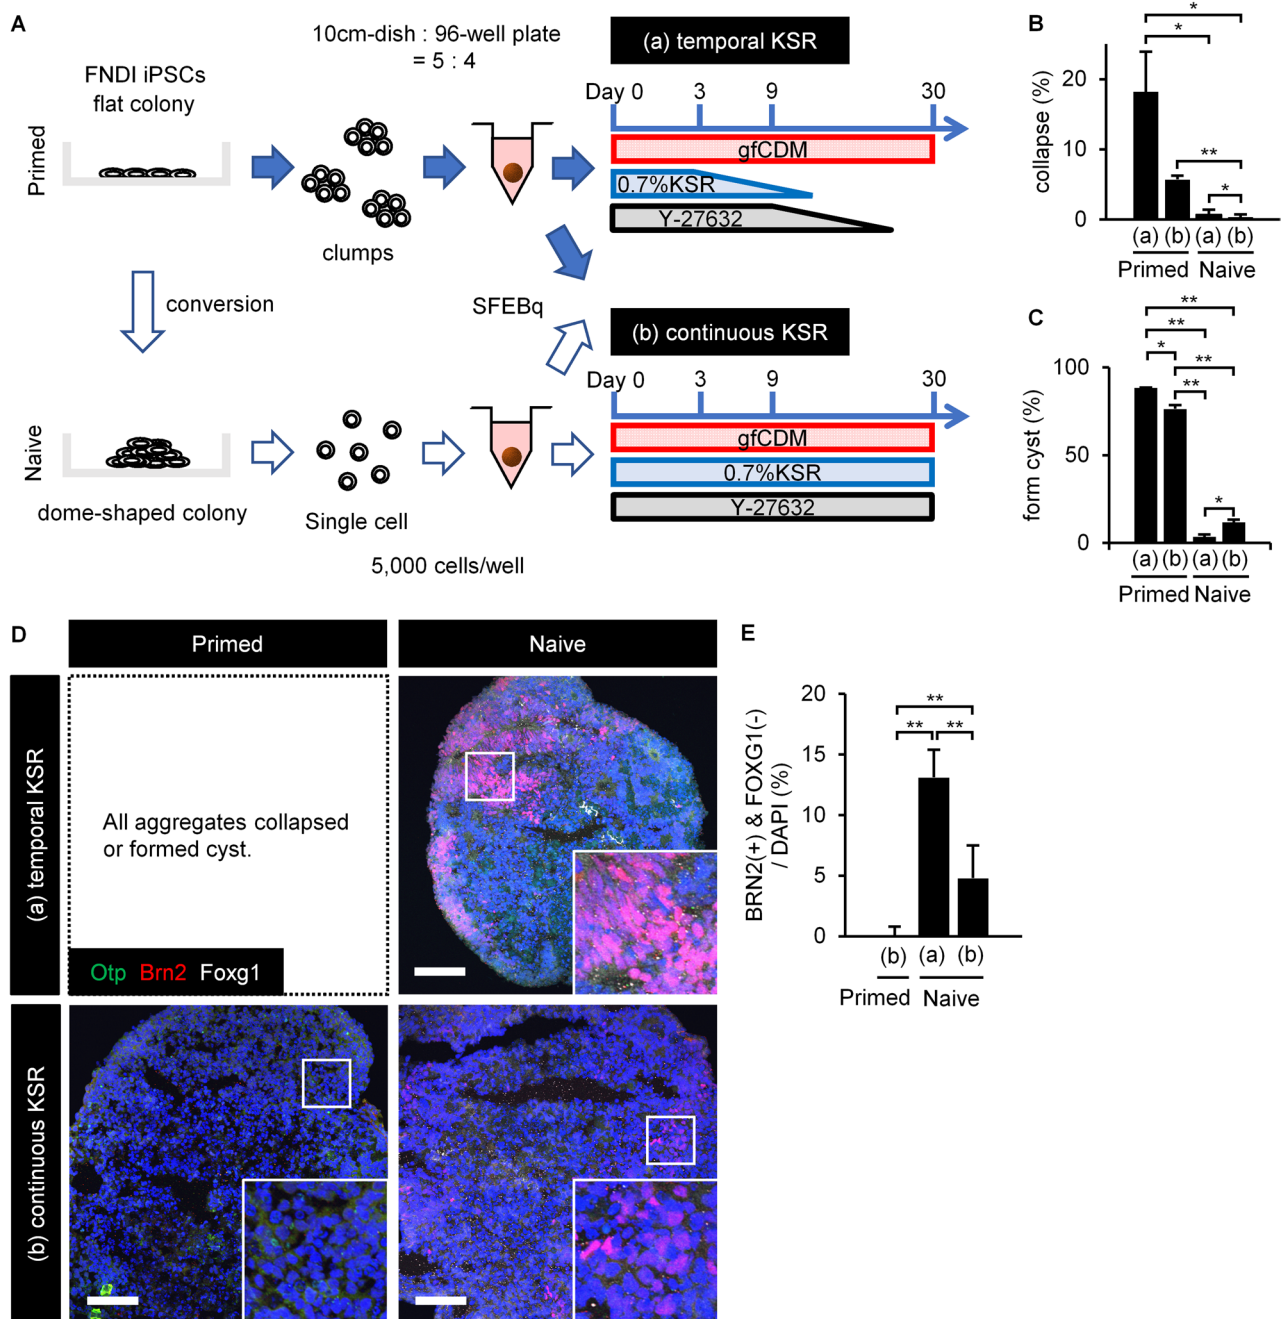 A
10cm-dish : 96-well plate
= 5 : 4
FNDI iPSCs
flat colony
Primed
clumps
conversion
SFEBq
Naive
dome-shaped colony
Single cell
5,000 cells/well
(a) temporal KSR
Day 0 3 9 30
gfCDM
0.7%KSR
Y-27632
(b) continuous KSR
Day 0 3 9 30
gfCDM
0.7%KSR
Y-27632
B
collapse (%)
20
10
0
*
*
**
*
(a) (b) (a) (b)
Primed Naive
C
form cyst (%)
100
50
0
**
**
*
**
**
*
(a) (b) (a) (b)
Primed Naive
D
Primed
Naive
(a) temporal KSR
All aggregates collapsed
or formed cyst.
Otp Brn2 Foxg1
(b) continuous KSR
E
BRN2(+) & FOXG1(-)
/ DAPI (%)
20
15
10
5
0
**
** **
(b) (a) (b)
Primed Naive